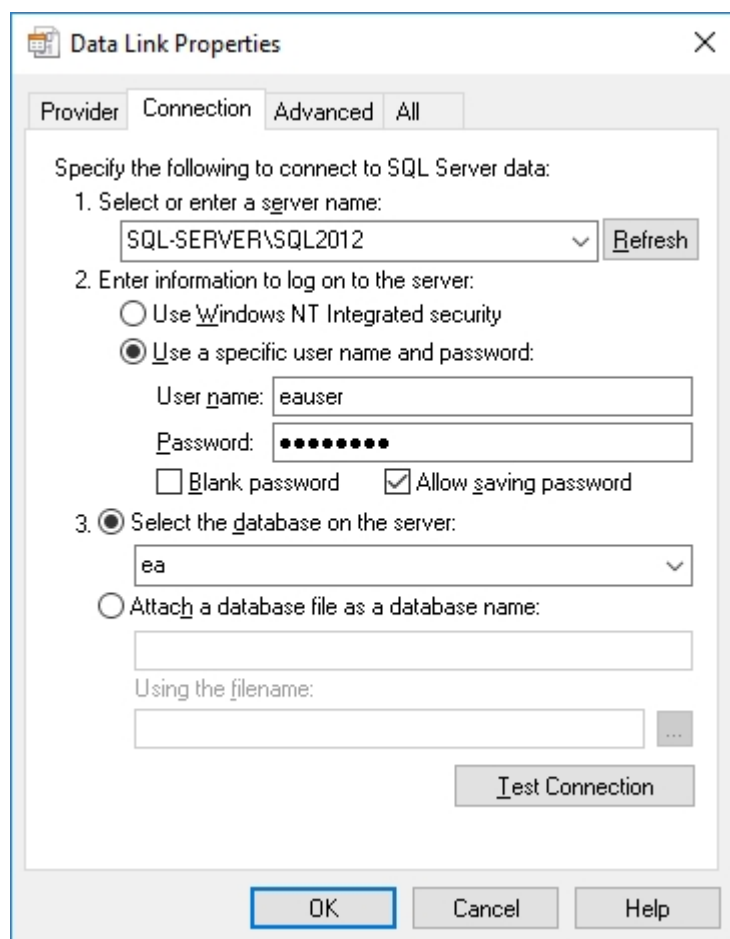 Data Link Properties
Provider Connection Advanced All
Specify the following to connect to SQL Server data:
1. Select or enter a server name:
SQL-SERVER\SQL2012 Refresh
2. Enter information to log on to the server:
Use Windows NT Integrated security
Use a specific user name and password:
User name: eauser
Password: ●●●●●●●●
Blank password Allow saving password
3. Select the database on the server:
ea
Attach a database file as a database name:
Using the filename:
...
Test Connection
OK Cancel Help